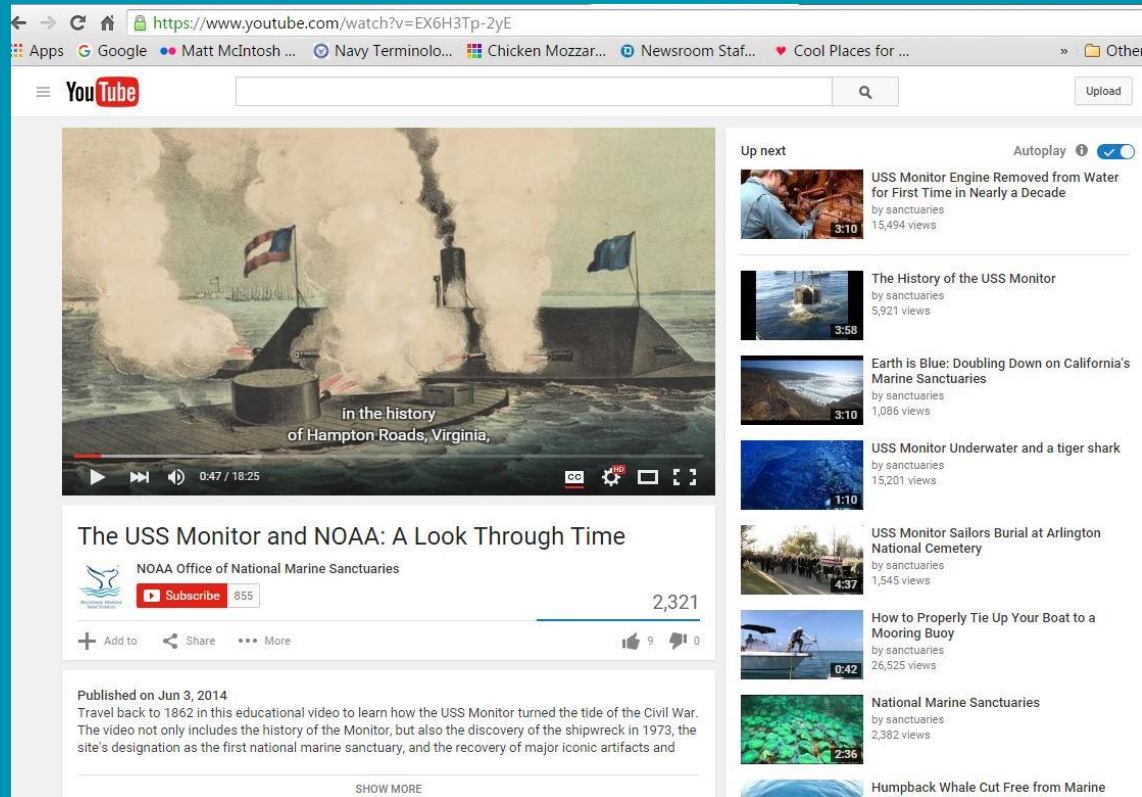 https://www.youtube.com/watch?v=EX6H3Tp-2yE
Apps Google Matt McIntosh ... Navy Terminolo... Chicken Mozzar... Newsroom Staf... Cool Places for ... » Other
YouTube
Upload
in the history
of Hampton Roads, Virginia,
0:47 / 18:25
CC
HD
The USS Monitor and NOAA: A Look Through Time
NOAA Office of National Marine Sanctuaries
NATIONAL MARINE
SANCTUARIES
Subscribe 855
2,321
Add to Share More
9 0
Published on Jun 3, 2014
Travel back to 1862 in this educational video to learn how the USS Monitor turned the tide of the Civil War.
The video not only includes the history of the Monitor, but also the discovery of the shipwreck in 1973, the
site's designation as the first national marine sanctuary, and the recovery of major iconic artifacts and
SHOW MORE
Up next
Autoplay
USS Monitor Engine Removed from Water
for First Time in Nearly a Decade
by sanctuaries
15,494 views
3:10
The History of the USS Monitor
by sanctuaries
5,921 views
3:58
Earth is Blue: Doubling Down on California's
Marine Sanctuaries
by sanctuaries
1,086 views
3:10
USS Monitor Underwater and a tiger shark
by sanctuaries
15,201 views
1:10
USS Monitor Sailors Burial at Arlington
National Cemetery
by sanctuaries
1,545 views
4:37
How to Properly Tie Up Your Boat to a
Mooring Buoy
by sanctuaries
26,525 views
0:42
National Marine Sanctuaries
by sanctuaries
2,382 views
2:36
Humpback Whale Cut Free from Marine